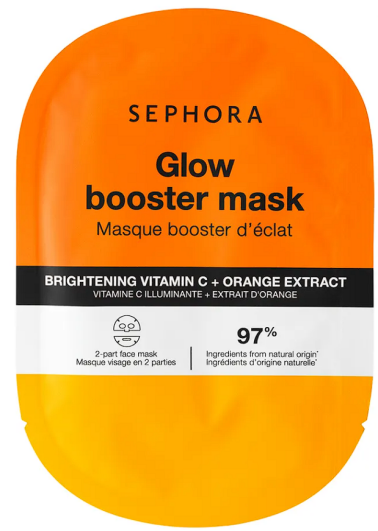 SEPHORA
Glow
booster mask
Masque booster d'éclat
BRIGHTENING VITAMIN C + ORANGE EXTRACT
VITAMINE C ILLUMINANTE + EXTRAIT D'ORANGE
2-part face mask
Masque visage en 2 parties
97%
Ingredients from natural origin*
Ingrédients d'origine naturelle*